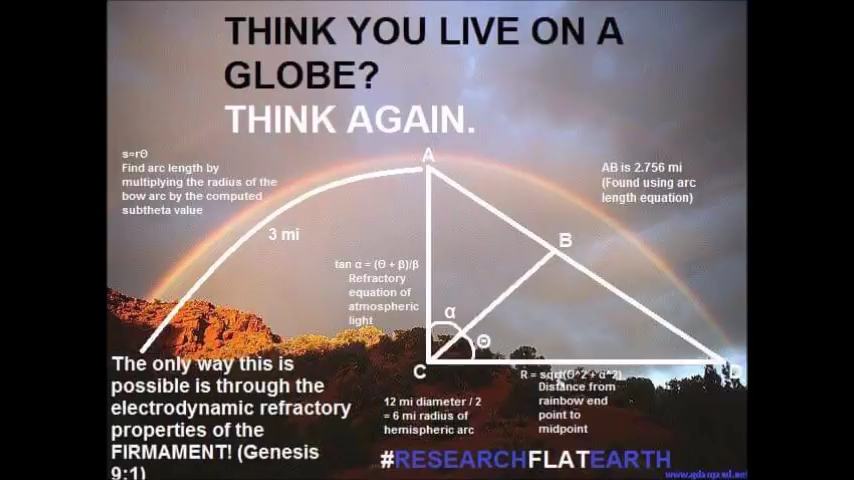 THINK YOU LIVE ON A
GLOBE?
THINK AGAIN.
s=rΘ
Find arc length by
multiplying the radius of the
bow arc by the computed
subtheta value
A
AB is 2.756 mi
(Found using arc
length equation)
3 mi
B
tan α = (Θ + β)/β
Refractory
equation of
atmospheric
light
α
Θ
C
D
The only way this is
possible is through the
electrodynamic refractory
properties of the
FIRMAMENT! (Genesis
9:1)
12 mi diameter / 2
= 6 mi radius of
hemispheric arc
R = sqrt(Θ^2 + α^2)
Distance from
rainbow end
point to
midpoint
#RESEARCHFLATEARTH